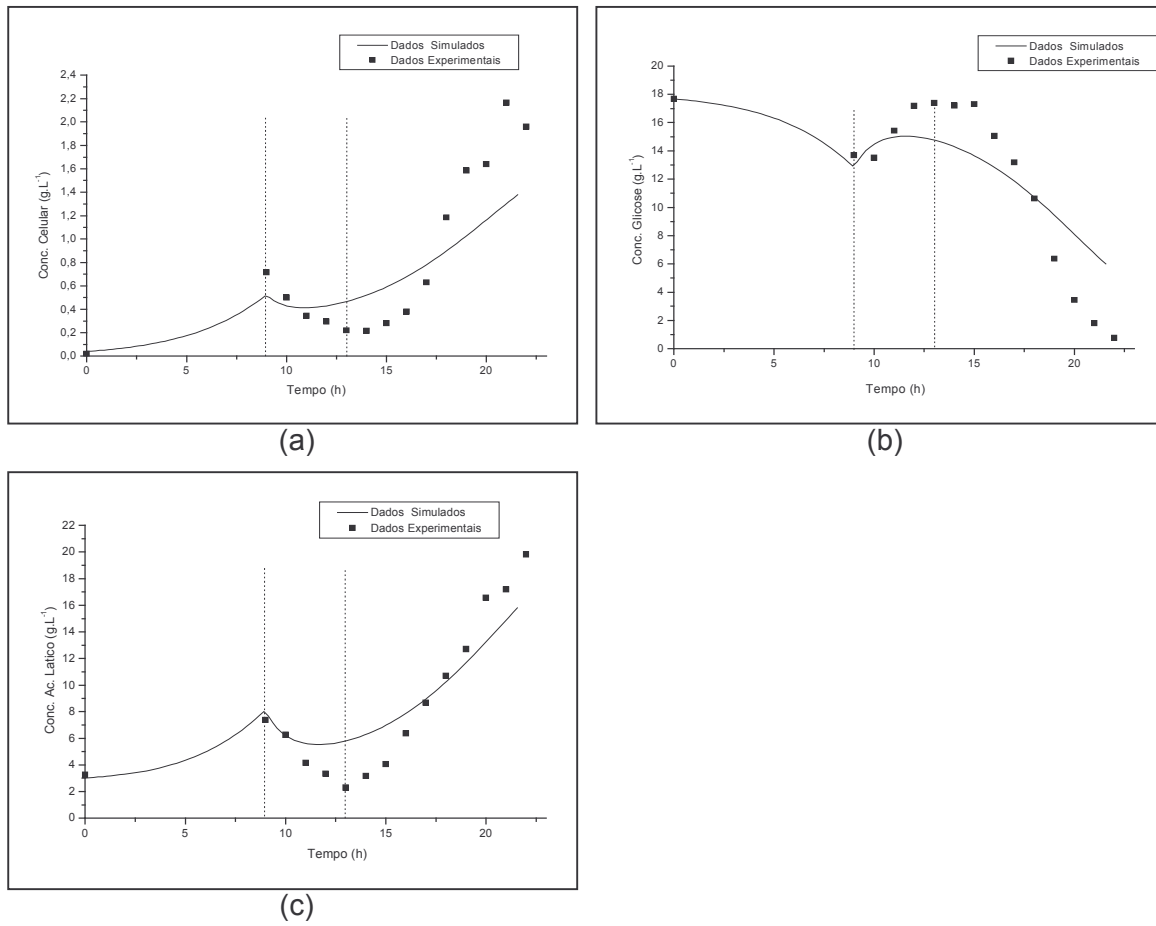 Dados Simulados
Dados Experimentais
2,4
2,2
2,0
1,8
1,6
1,4
1,2
1,0
0,8
0,6
0,4
0,2
0,0
Conc. Celular (g.L-1)
0 5 10 15 20
Tempo (h)
(a)
Dados Simulados
Dados Experimentais
20
18
16
14
12
10
8
6
4
2
0
Conc. Glicose (g.L-1)
0 5 10 15 20
Tempo (h)
(b)
Dados Simulados
Dados Experimentais
22
20
18
16
14
12
10
8
6
4
2
0
Conc. Ac. Latico (g.L-1)
0 5 10 15 20
Tempo (h)
(c)